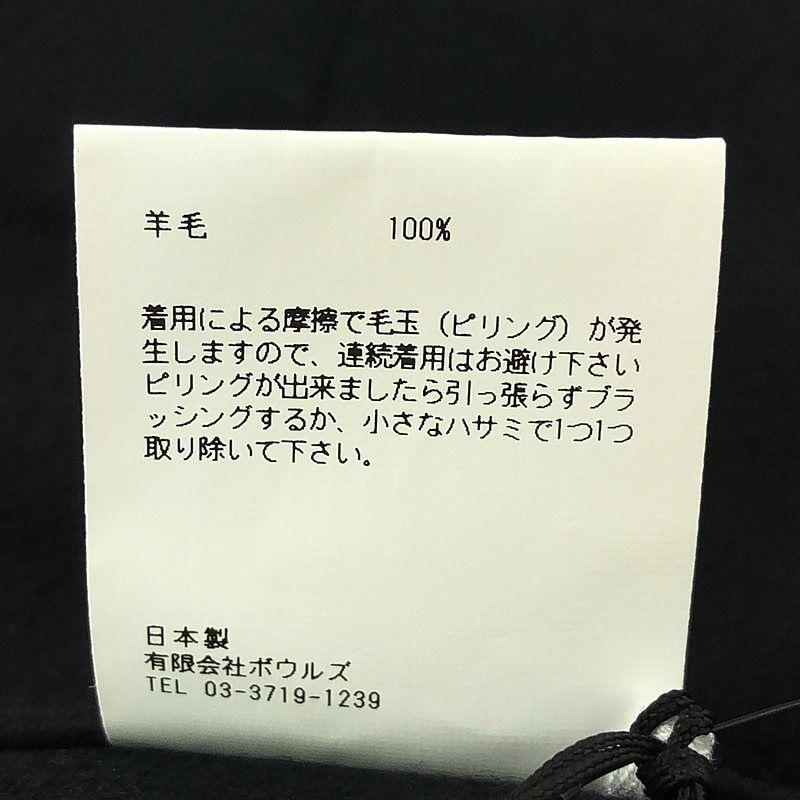 羊毛 100%
着用による摩擦で毛玉（ピリング）が発
生しますので、連続着用はお避け下さい
ピリングが出来ましたら引っ張らずブラ
ッシングするか、小さなハサミで1つ1つ
取り除いて下さい。
日本製
有限会社ボウルズ
TEL 03-3719-1239